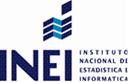 INEI
INSTITUTO
NACIONAL DE
ESTADISTICA E
INFORMATICA